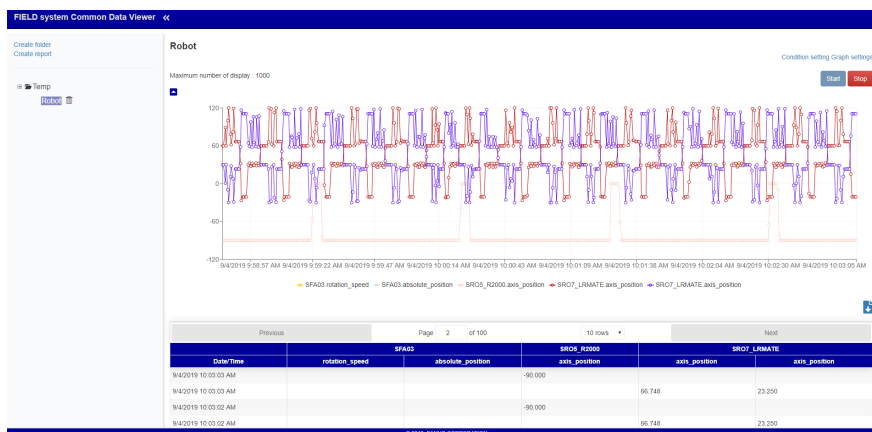 FIELD system Common Data Viewer «
Create folder
Create report
Temp
Robot
Robot
Condition setting Graph settings
Maximum number of display : 1000
Start Stop
120
60
0
-60
-120
9/4/2019 9:58:57 AM 9/4/2019 9:59:22 AM 9/4/2019 9:59:47 AM 9/4/2019 10:00:14 AM 9/4/2019 10:00:43 AM 9/4/2019 10:01:09 AM 9/4/2019 10:01:38 AM 9/4/2019 10:02:04 AM 9/4/2019 10:02:30 AM 9/4/2019 10:03:05 AM
SFA03.rotation_speed SFA03.absolute_position SRO5_R2000.axis_position SRO7_LRMATE.axis_position SRO7_LRMATE.axis_position
Previous Page 2 of 100 10 rows Next
SFA03 SRO5_R2000 SRO7_LRMATE
Date/Time rotation_speed absolute_position axis_position axis_position axis_position
9/4/2019 10:03:03 AM -90.000
9/4/2019 10:03:03 AM 66.748 23.250
9/4/2019 10:03:02 AM -90.000
9/4/2019 10:03:02 AM 66.748 23.250